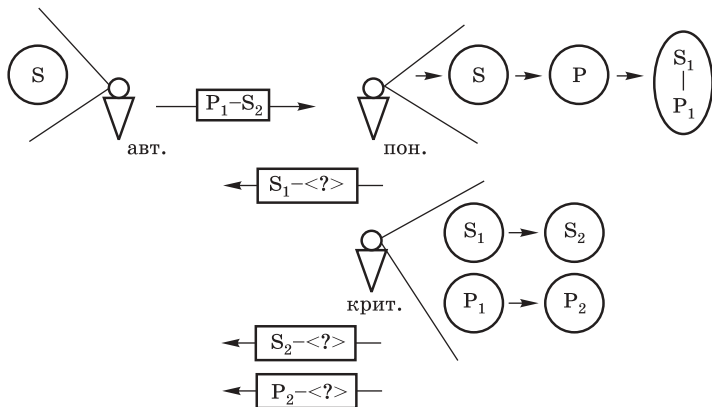 S
авт.
P₁–S₂
пон.
S
P
S₁
P₁
S₁–<?>
крит.
S₁
S₂
P₁
P₂
S₂–<?>
P₂–<?>